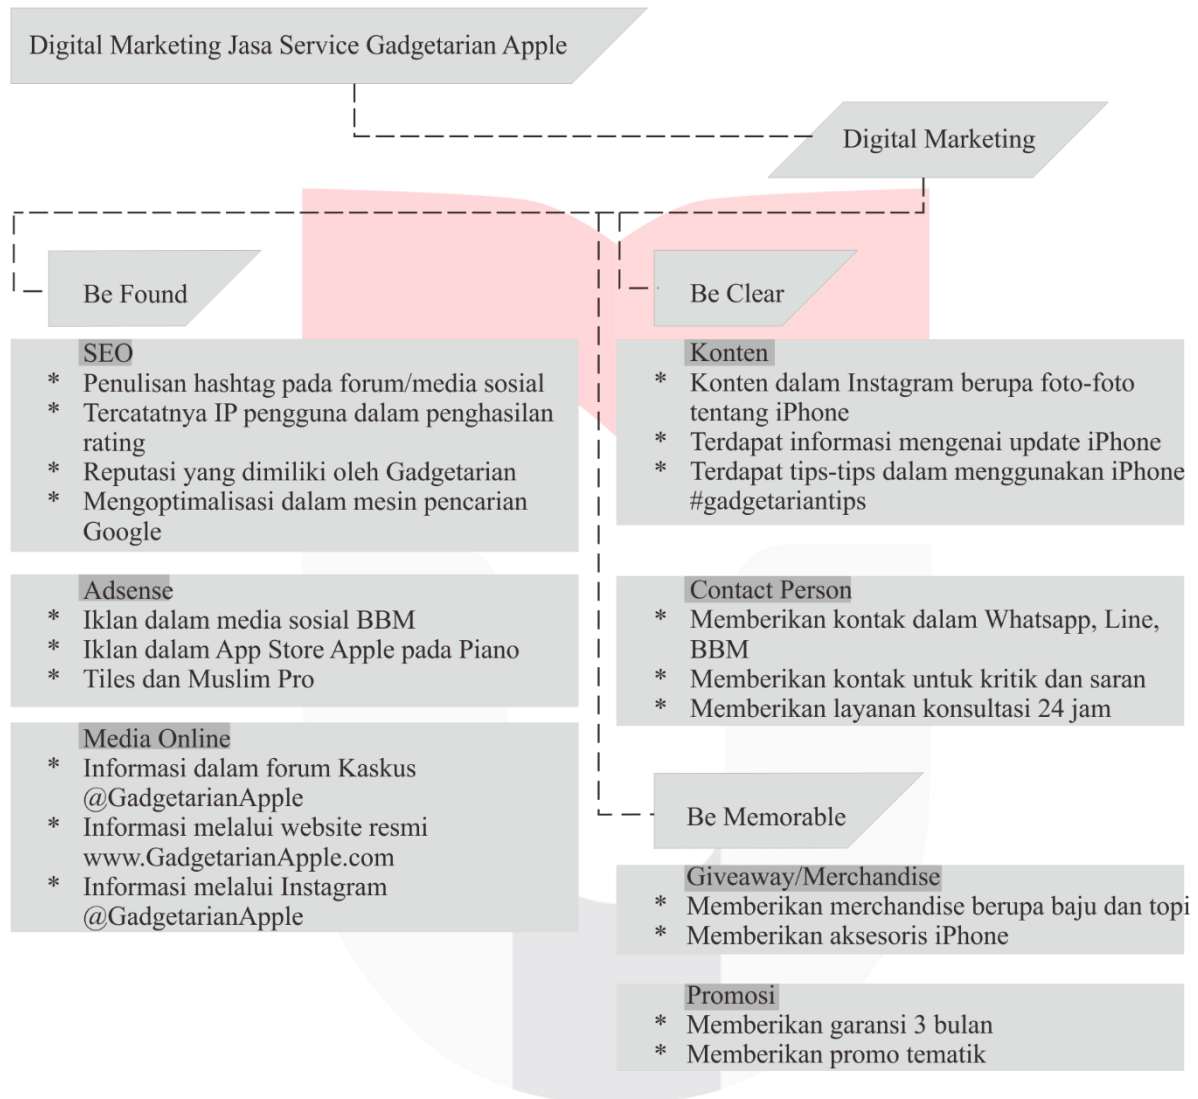 Digital Marketing Jasa Service Gadgetarian Apple
Digital Marketing
Be Found
SEO
* Penulisan hashtag pada forum/media sosial
* Tercatatnya IP pengguna dalam penghasilan
rating
* Reputasi yang dimiliki oleh Gadgetarian
* Mengoptimalisasi dalam mesin pencarian
Google
Adsense
* Iklan dalam media sosial BBM
* Iklan dalam App Store Apple pada Piano
* Tiles dan Muslim Pro
Media Online
* Informasi dalam forum Kaskus
@GadgetarianApple
* Informasi melalui website resmi
www.GadgetarianApple.com
* Informasi melalui Instagram
@GadgetarianApple
Be Clear
Konten
* Konten dalam Instagram berupa foto-foto
tentang iPhone
* Terdapat informasi mengenai update iPhone
* Terdapat tips-tips dalam menggunakan iPhone
#gadgetariantips
Contact Person
* Memberikan kontak dalam Whatsapp, Line,
BBM
* Memberikan kontak untuk kritik dan saran
* Memberikan layanan konsultasi 24 jam
Be Memorable
Giveaway/Merchandise
* Memberikan merchandise berupa baju dan topi
* Memberikan aksesoris iPhone
Promosi
* Memberikan garansi 3 bulan
* Memberikan promo tematik